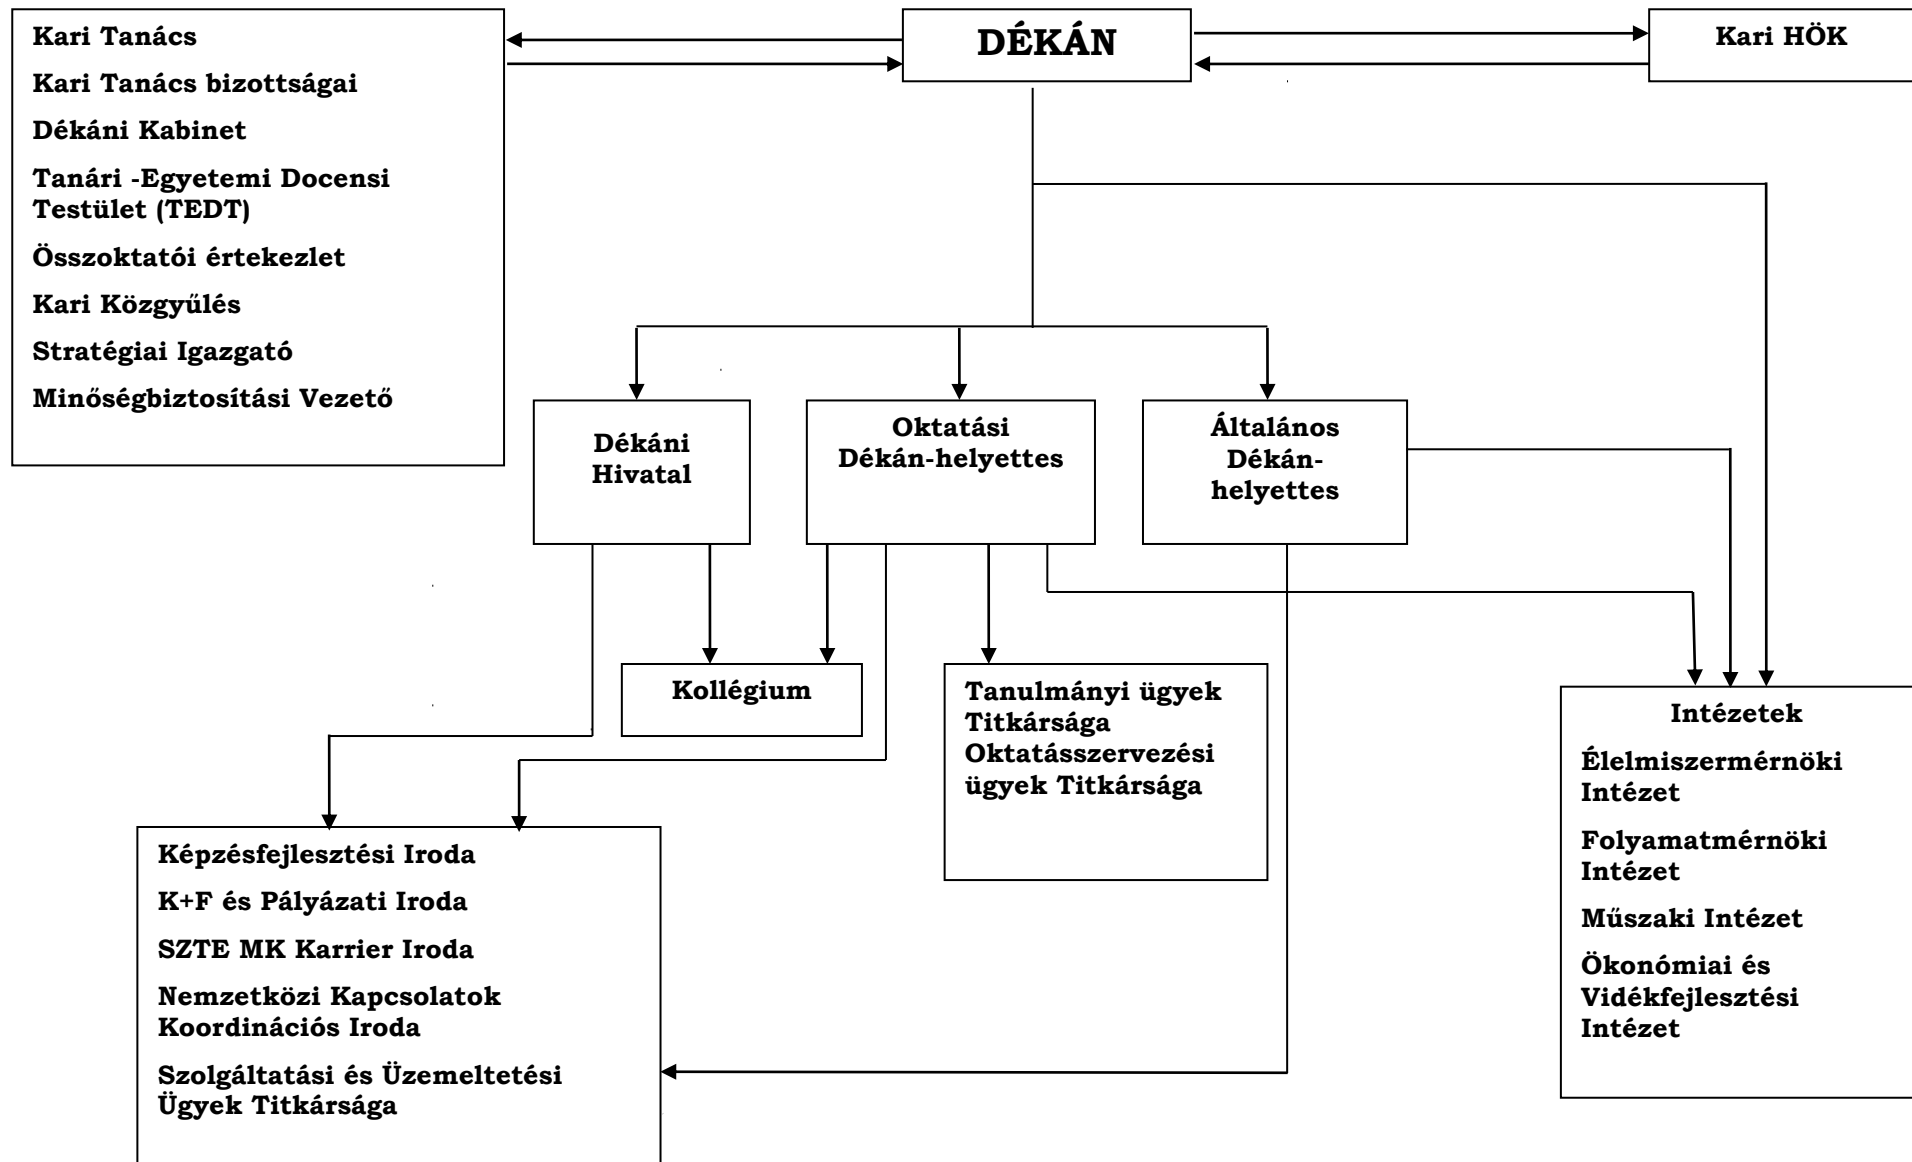 Kari Tanács
Kari Tanács bizottságai
Dékáni Kabinet
Tanári -Egyetemi Docensi
Testület (TEDT)
Összoktatói értekezlet
Kari Közgyűlés
Stratégiai Igazgató
Minőségbiztosítási Vezető
DÉKÁN
Kari HÖK
Dékáni
Hivatal
Oktatási
Dékán-helyettes
Általános
Dékán-
helyettes
Kollégium
Tanulmányi ügyek
Titkársága
Oktatásszervezési
ügyek Titkársága
Intézetek
Élelmiszermérnöki
Intézet
Folyamatmérnöki
Intézet
Műszaki Intézet
Ökonómiai és
Vidékfejlesztési
Intézet
Képzésfejlesztési Iroda
K+F és Pályázati Iroda
SZTE MK Karrier Iroda
Nemzetközi Kapcsolatok
Koordinációs Iroda
Szolgáltatási és Üzemeltetési
Ügyek Titkársága